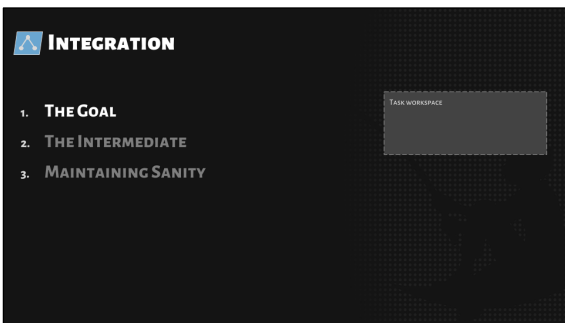 INTEGRATION
1. THE GOAL
2. THE INTERMEDIATE
3. MAINTAINING SANITY
TASK WORKSPACE